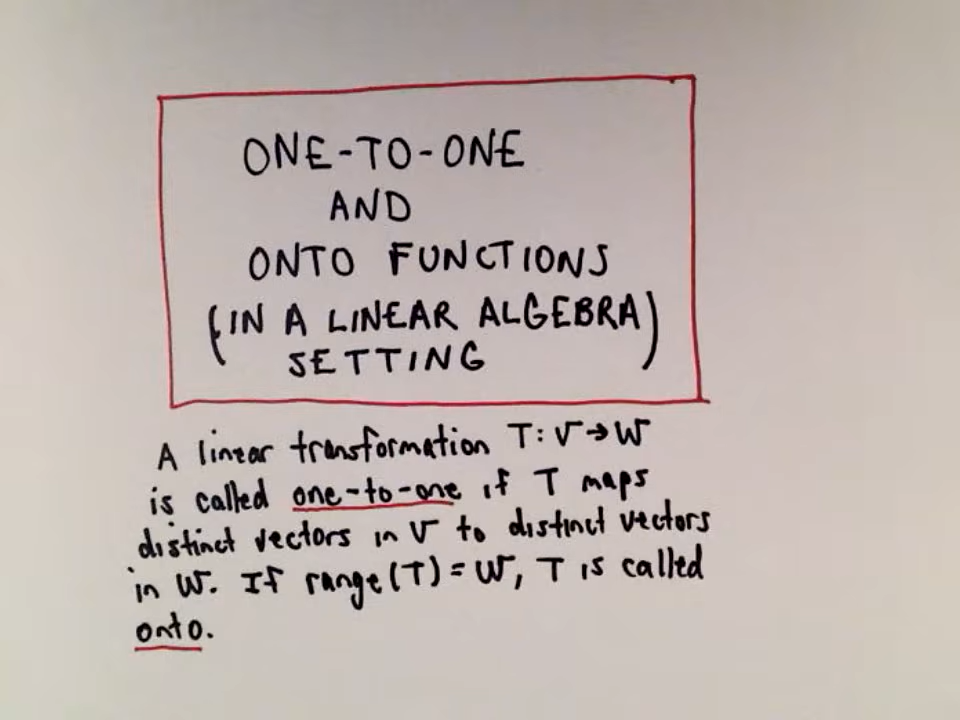 ONE-TO-ONE
AND
ONTO FUNCTIONS
(IN A LINEAR ALGEBRA)
SETTING
A linear transformation T: V→W
is called one-to-one if T maps
distinct vectors in V to distinct vectors
in W. If range(T) = W, T is called
onto.